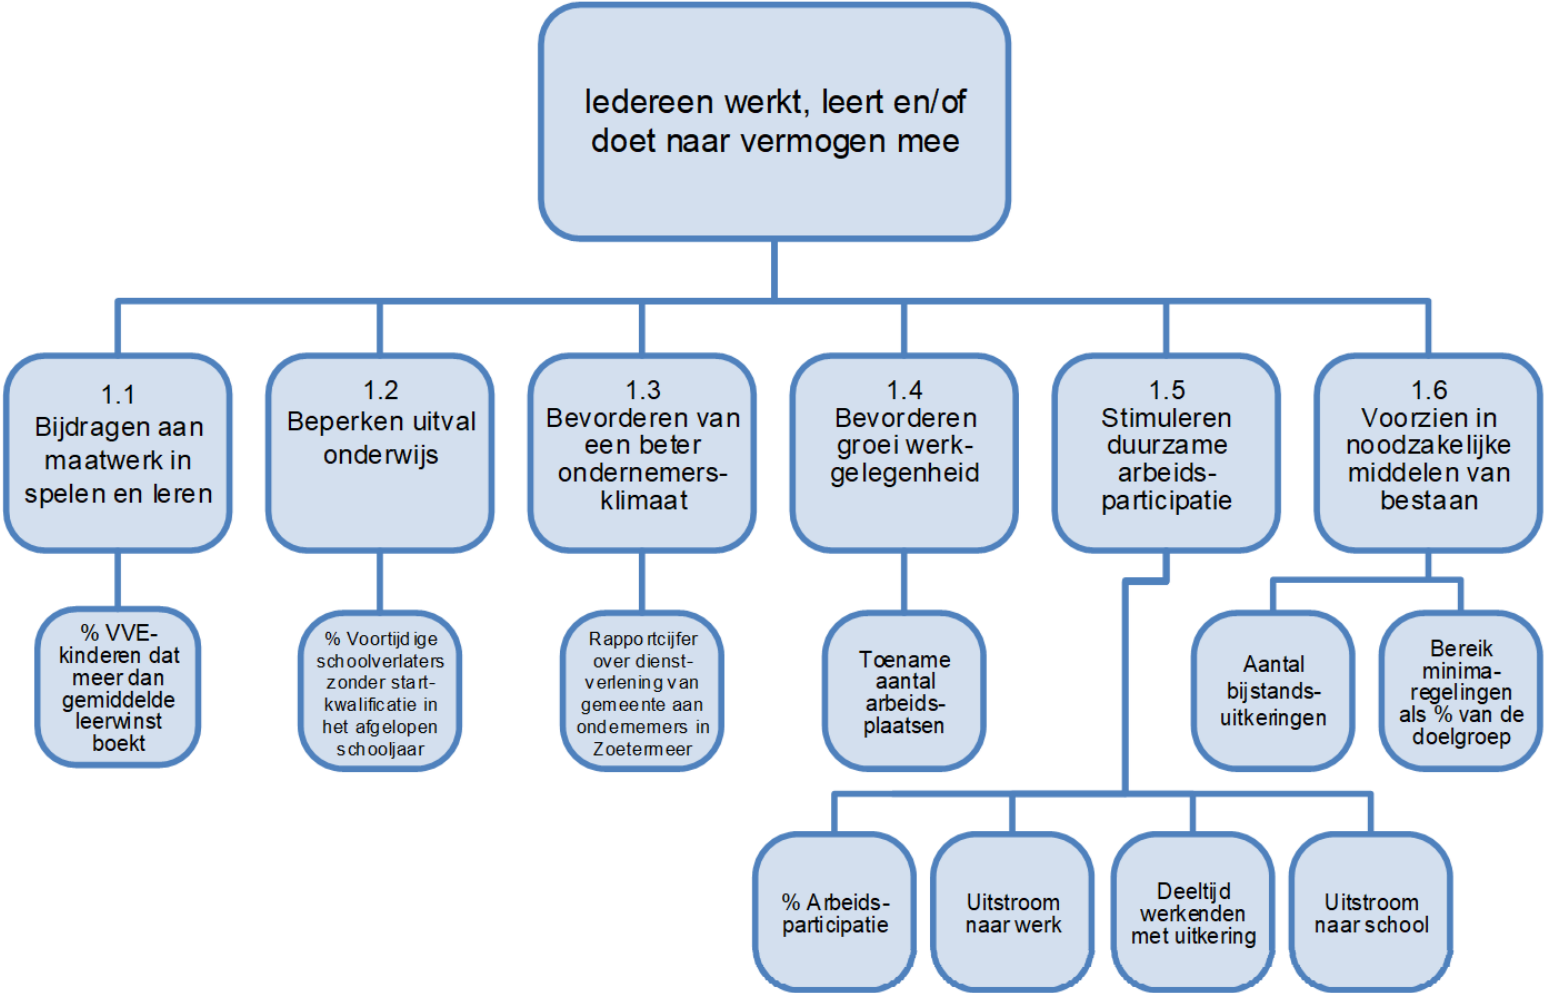 Iedereen werkt, leert en/of
doet naar vermogen mee
1.1
Bijdragen aan
maatwerk in
spelen en leren
1.2
Beperken uitval
onderwijs
1.3
Bevorderen van
een beter
ondernemers-
klimaat
1.4
Bevorderen
groei werk-
gelegenheid
1.5
Stimuleren
duurzame
arbeids-
participatie
1.6
Voorzien in
noodzakelijke
middelen van
bestaan
% VVE-
kinderen dat
meer dan
gemiddelde
leerwinst
boekt
% Voortijdige
schoolverlaters
zonder start-
kwalificatie in
het afgelopen
schooljaar
Rapportcijfer
over dienst-
verlening van
gemeente aan
ondernemers in
Zoetermeer
Toename
aantal
arbeids-
plaatsen
Aantal
bijstands-
uitkeringen
Bereik
minima-
regelingen
als % van de
doelgroep
% Arbeids-
participatie
Uitstroom
naar werk
Deeltijd
werkenden
met uitkering
Uitstroom
naar school